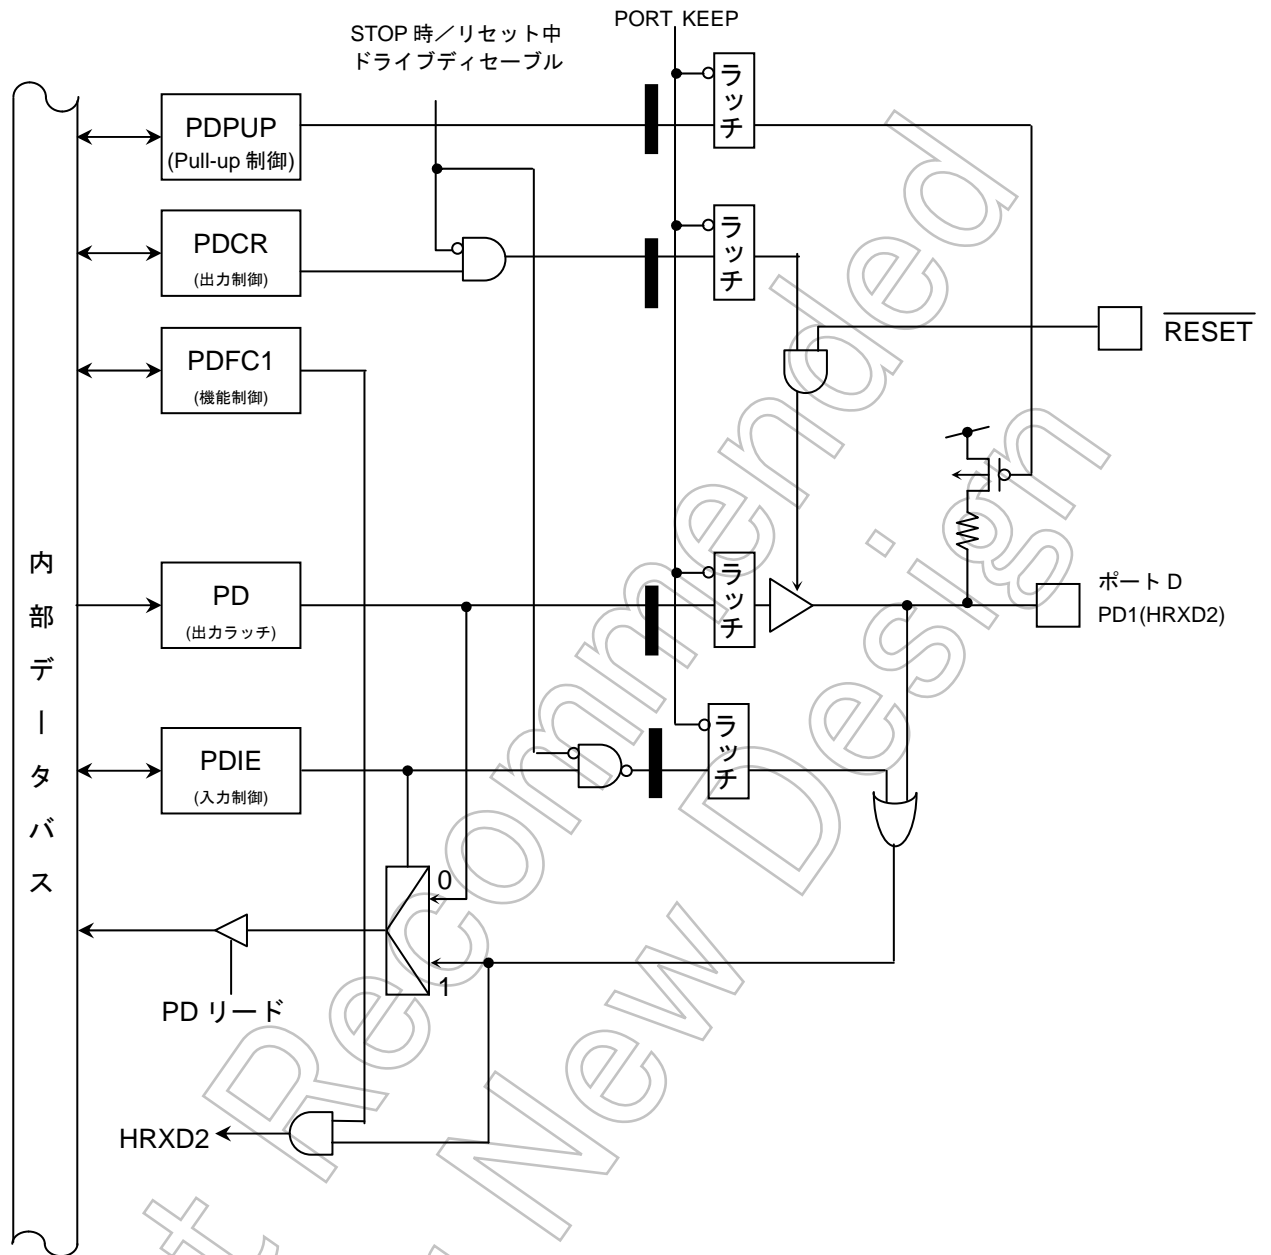 PORT KEEP
STOP 時／リセット中
ドライブディセーブル
ラッチ
PDPUP
(Pull-up 制御)
ラッチ
PDCR
(出力制御)
RESET
PDFC1
(機能制御)
内部データバス
ラッチ
PD
(出力ラッチ)
ポート D
PD1(HRXD2)
ラッチ
PDIE
(入力制御)
0
1
PD リード
HRXD2
Recommended
New Design